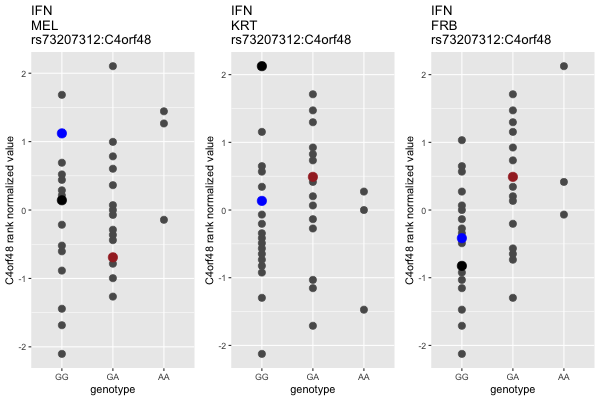 IFN
MEL
rs73207312:C4orf48
C4orf48 rank normalized value
2
1
0
-1
-2
GG GA AA
genotype
IFN
KRT
rs73207312:C4orf48
C4orf48 rank normalized value
2
1
0
-1
-2
GG GA AA
genotype
IFN
FRB
rs73207312:C4orf48
C4orf48 rank normalized value
2
1
0
-1
-2
GG GA AA
genotype